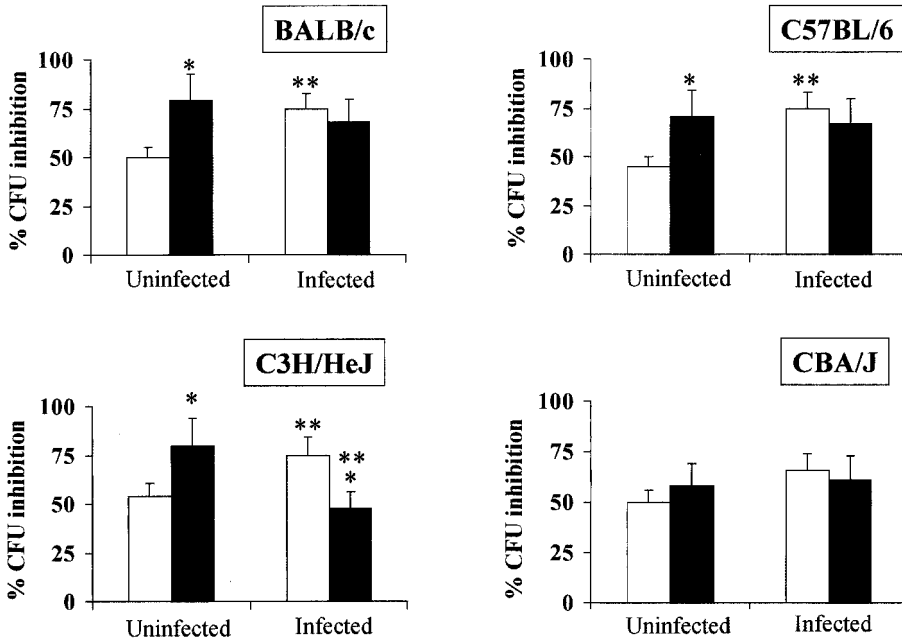 BALB/c
% CFU inhibition
100
75
50
25
0
*
**
Uninfected
Infected
C57BL/6
% CFU inhibition
100
75
50
25
0
*
**
Uninfected
Infected
C3H/HeJ
% CFU inhibition
100
75
50
25
0
*
**
**
*
Uninfected
Infected
CBA/J
% CFU inhibition
100
75
50
25
0
Uninfected
Infected